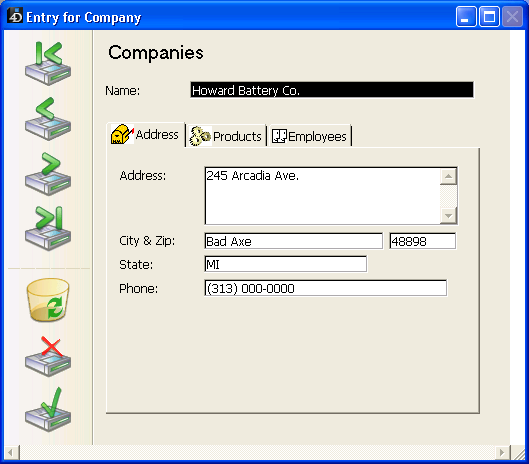 Entry for Company
Companies
Name: Howard Battery Co.
Address Products Employees
Address: 245 Arcadia Ave.
City & Zip: Bad Axe 48898
State: MI
Phone: (313) 000-0000